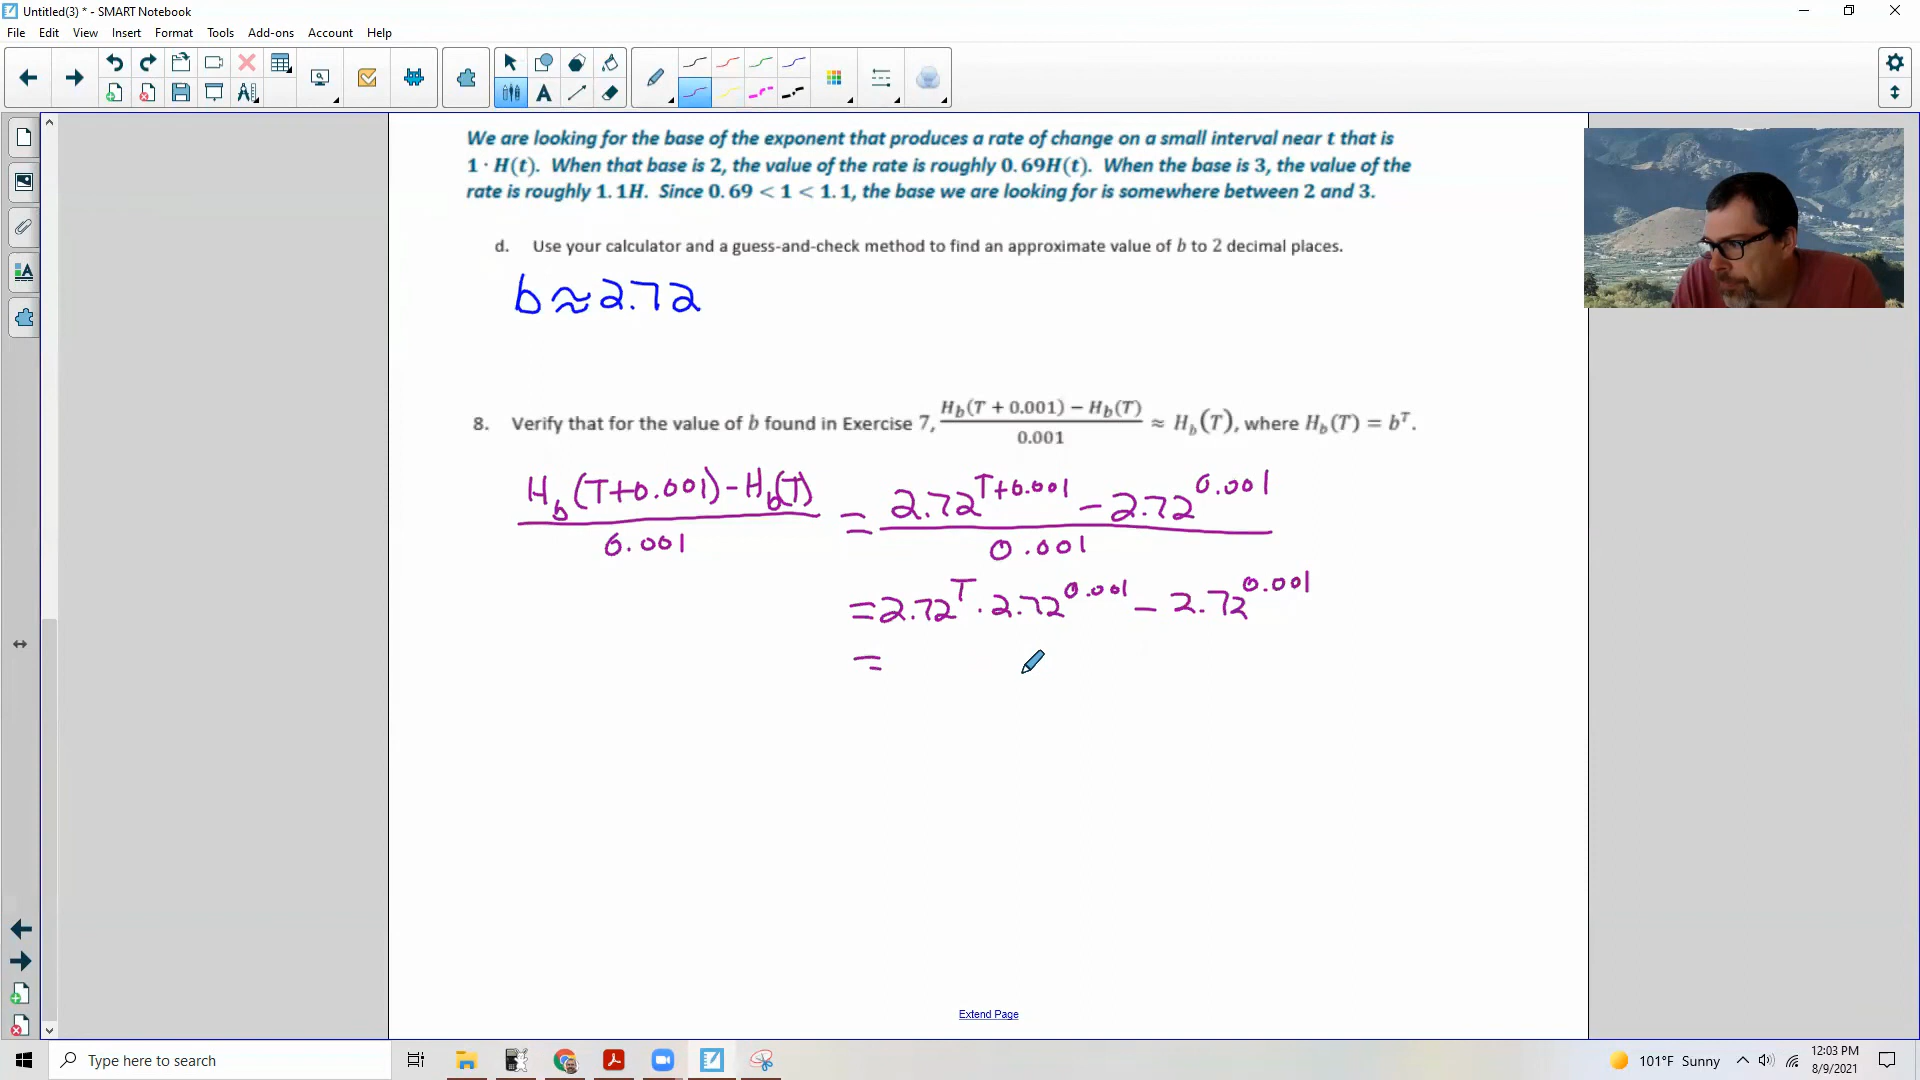 Untitled(3) * - SMART Notebook
File Edit View Insert Format Tools Add-ons Account Help
We are looking for the base of the exponent that produces a rate of change on a small interval near t that is
1 · H(t). When that base is 2, the value of the rate is roughly 0.69H(t). When the base is 3, the value of the
rate is roughly 1.1H. Since 0.69 < 1 < 1.1, the base we are looking for is somewhere between 2 and 3.
d. Use your calculator and a guess-and-check method to find an approximate value of b to 2 decimal places.
b ≈ 2.72
8. Verify that for the value of b found in Exercise 7, (H_b(T + 0.001) − H_b(T))/0.001 ≈ H_b(T), where H_b(T) = b^T.
(H_b(T+0.001) - H_b(T))/0.001 = (2.72^(T+0.001) - 2.72^(0.001))/0.001
= 2.72^T · 2.72^(0.001) - 2.72^(0.001)
=
Extend Page
Type here to search
101°F Sunny
12:03 PM
8/9/2021